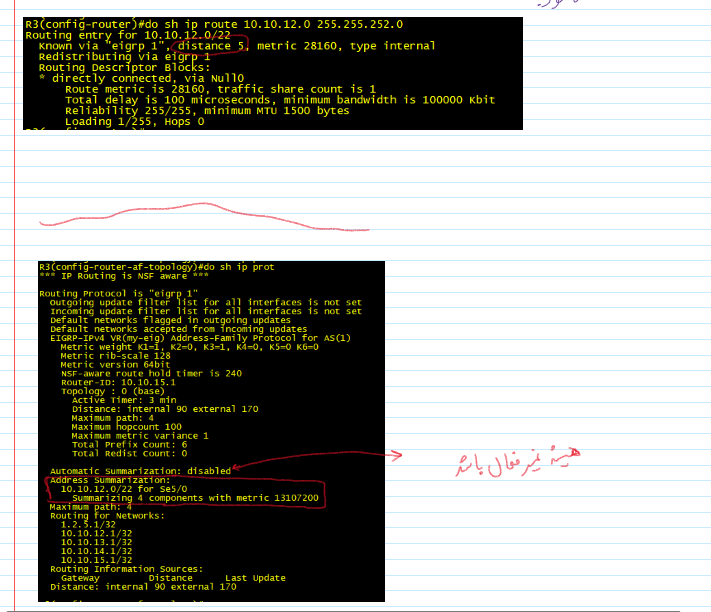 R3(config-router)#do sh ip route 10.10.12.0 255.255.252.0
Routing entry for 10.10.12.0/22
Known via "eigrp 1", distance 5, metric 28160, type internal
Redistributing via eigrp 1
Routing Descriptor Blocks:
* directly connected, via Null0
Route metric is 28160, traffic share count is 1
Total delay is 100 microseconds, minimum bandwidth is 100000 Kbit
Reliability 255/255, minimum MTU 1500 bytes
Loading 1/255, Hops 0
R3(config-router-af-topology)#do sh ip prot
*** IP Routing is NSF aware ***
Routing Protocol is "eigrp 1"
Outgoing update filter list for all interfaces is not set
Incoming update filter list for all interfaces is not set
Default networks flagged in outgoing updates
Default networks accepted from incoming updates
EIGRP-IPv4 VR(my-eig) Address-Family Protocol for AS(1)
Metric weight K1=1, K2=0, K3=1, K4=0, K5=0 K6=0
Metric rib-scale 128
Metric version 64bit
NSF-aware route hold timer is 240
Router-ID: 10.10.15.1
Topology : 0 (base)
Active Timer: 3 min
Distance: internal 90 external 170
Maximum path: 4
Maximum hopcount 100
Maximum metric variance 1
Total Prefix Count: 6
Total Redist Count: 0
Automatic Summarization: disabled
همیشه غیر فعال باشد
Address Summarization:
10.10.12.0/22 for Se5/0
Summarizing 4 components with metric 13107200
Maximum path: 4
Routing for Networks:
1.2.5.1/32
10.10.12.1/32
10.10.13.1/32
10.10.14.1/32
10.10.15.1/32
Routing Information Sources:
Gateway Distance Last Update
Distance: internal 90 external 170